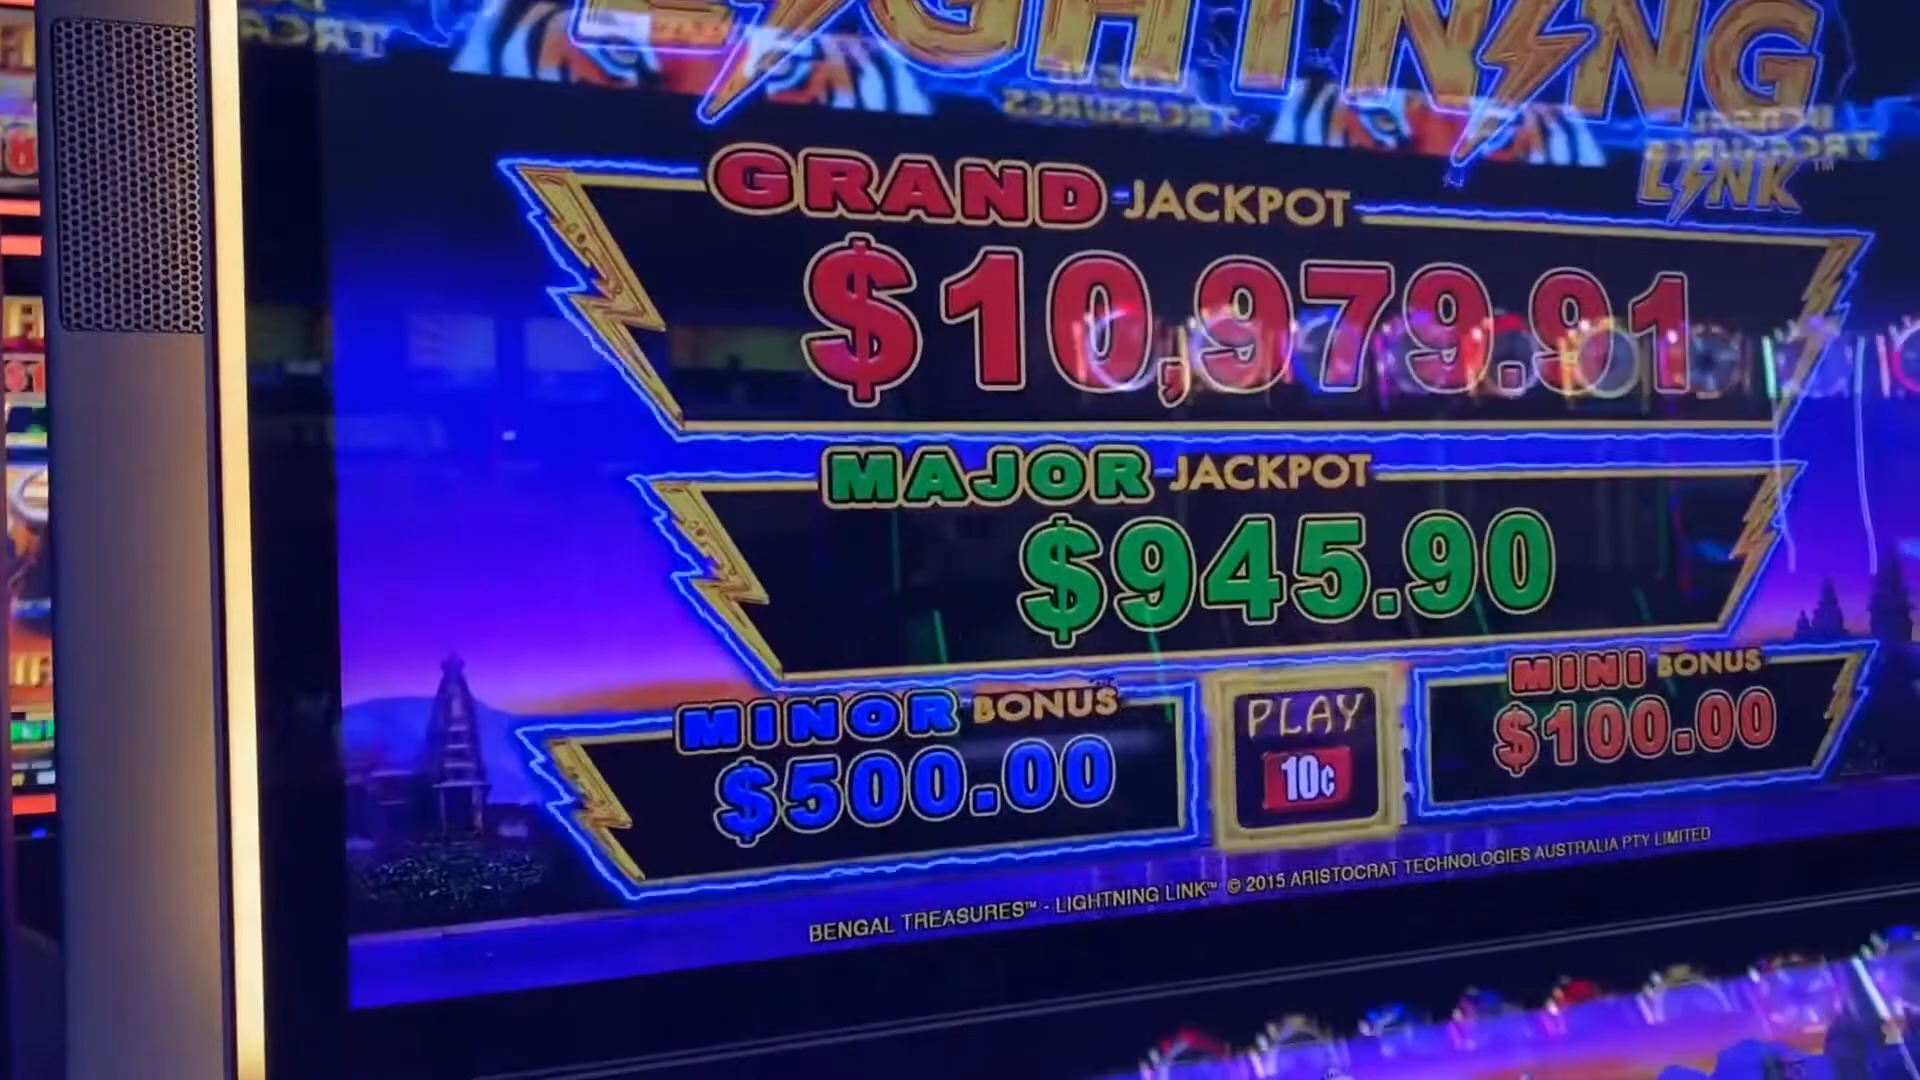 LIGHTNING
LINK™
GRAND JACKPOT
$10,979.91
MAJOR JACKPOT
$945.90
MINOR BONUS
$500.00
PLAY
10¢
MINI BONUS
$100.00
BENGAL TREASURES™ - LIGHTNING LINK™ © 2015 ARISTOCRAT TECHNOLOGIES AUSTRALIA PTY LIMITED